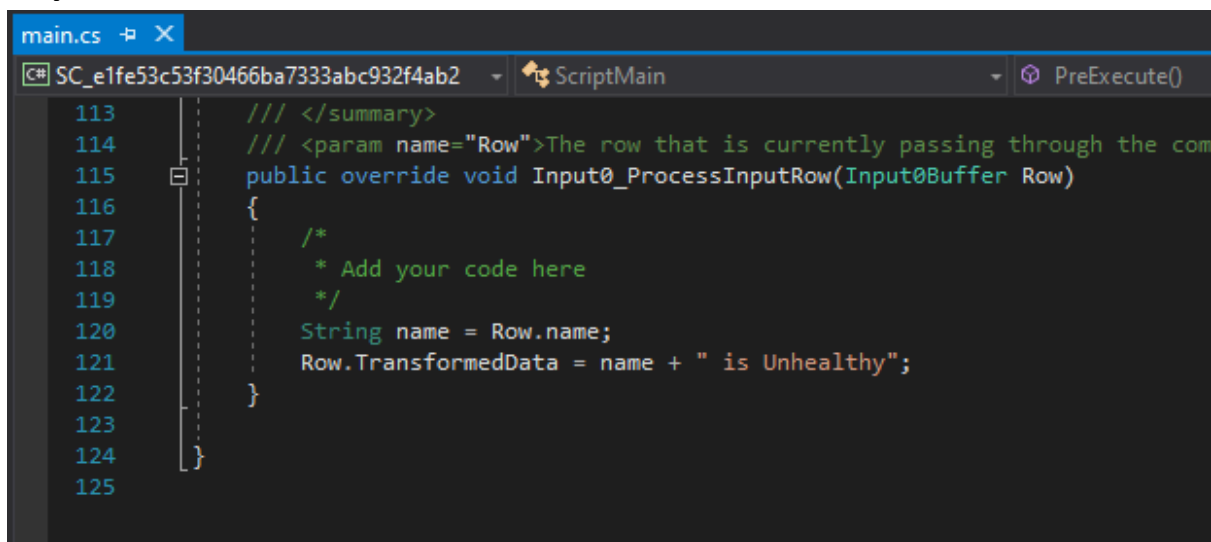 main.cs
SC_e1fe53c53f30466ba7333abc932f4ab2 ScriptMain PreExecute()
113 /// </summary>
114 /// <param name="Row">The row that is currently passing through the com
115 public override void Input0_ProcessInputRow(Input0Buffer Row)
116 {
117 /*
118 * Add your code here
119 */
120 String name = Row.name;
121 Row.TransformedData = name + " is Unhealthy";
122 }
123
124 }
125